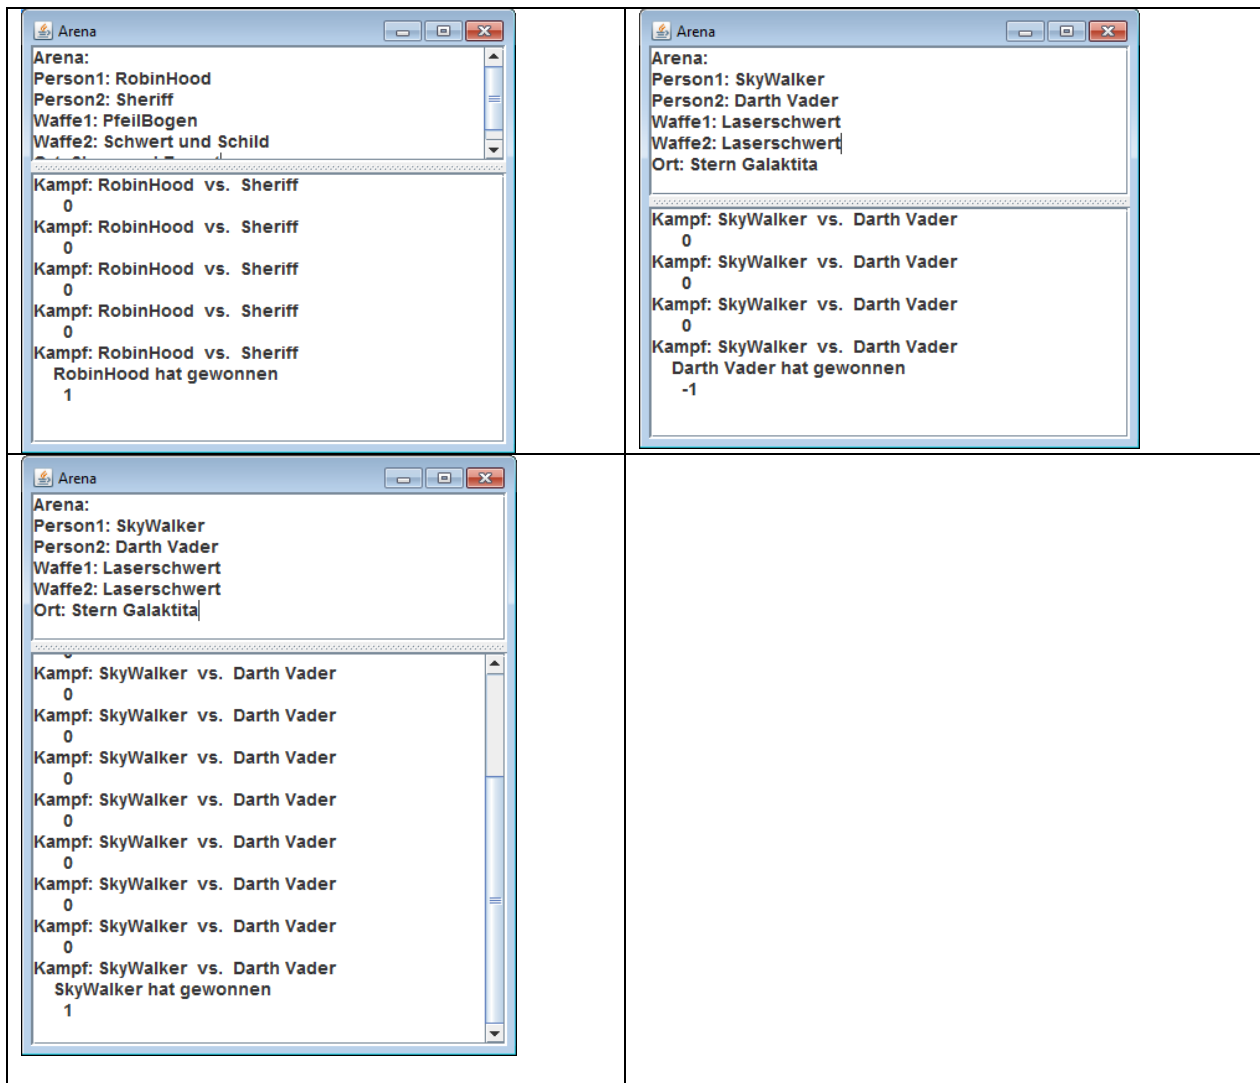 Arena
Arena:
Person1: RobinHood
Person2: Sheriff
Waffe1: PfeilBogen
Waffe2: Schwert und Schild
Kampf: RobinHood  vs.  Sheriff
0
Kampf: RobinHood  vs.  Sheriff
0
Kampf: RobinHood  vs.  Sheriff
0
Kampf: RobinHood  vs.  Sheriff
0
Kampf: RobinHood  vs.  Sheriff
RobinHood hat gewonnen
1
Arena
Arena:
Person1: SkyWalker
Person2: Darth Vader
Waffe1: Laserschwert
Waffe2: Laserschwert
Ort: Stern Galaktita
Kampf: SkyWalker  vs.  Darth Vader
0
Kampf: SkyWalker  vs.  Darth Vader
0
Kampf: SkyWalker  vs.  Darth Vader
0
Kampf: SkyWalker  vs.  Darth Vader
Darth Vader hat gewonnen
-1
Arena
Arena:
Person1: SkyWalker
Person2: Darth Vader
Waffe1: Laserschwert
Waffe2: Laserschwert
Ort: Stern Galaktita
Kampf: SkyWalker  vs.  Darth Vader
0
Kampf: SkyWalker  vs.  Darth Vader
0
Kampf: SkyWalker  vs.  Darth Vader
0
Kampf: SkyWalker  vs.  Darth Vader
0
Kampf: SkyWalker  vs.  Darth Vader
0
Kampf: SkyWalker  vs.  Darth Vader
0
Kampf: SkyWalker  vs.  Darth Vader
0
Kampf: SkyWalker  vs.  Darth Vader
SkyWalker hat gewonnen
1